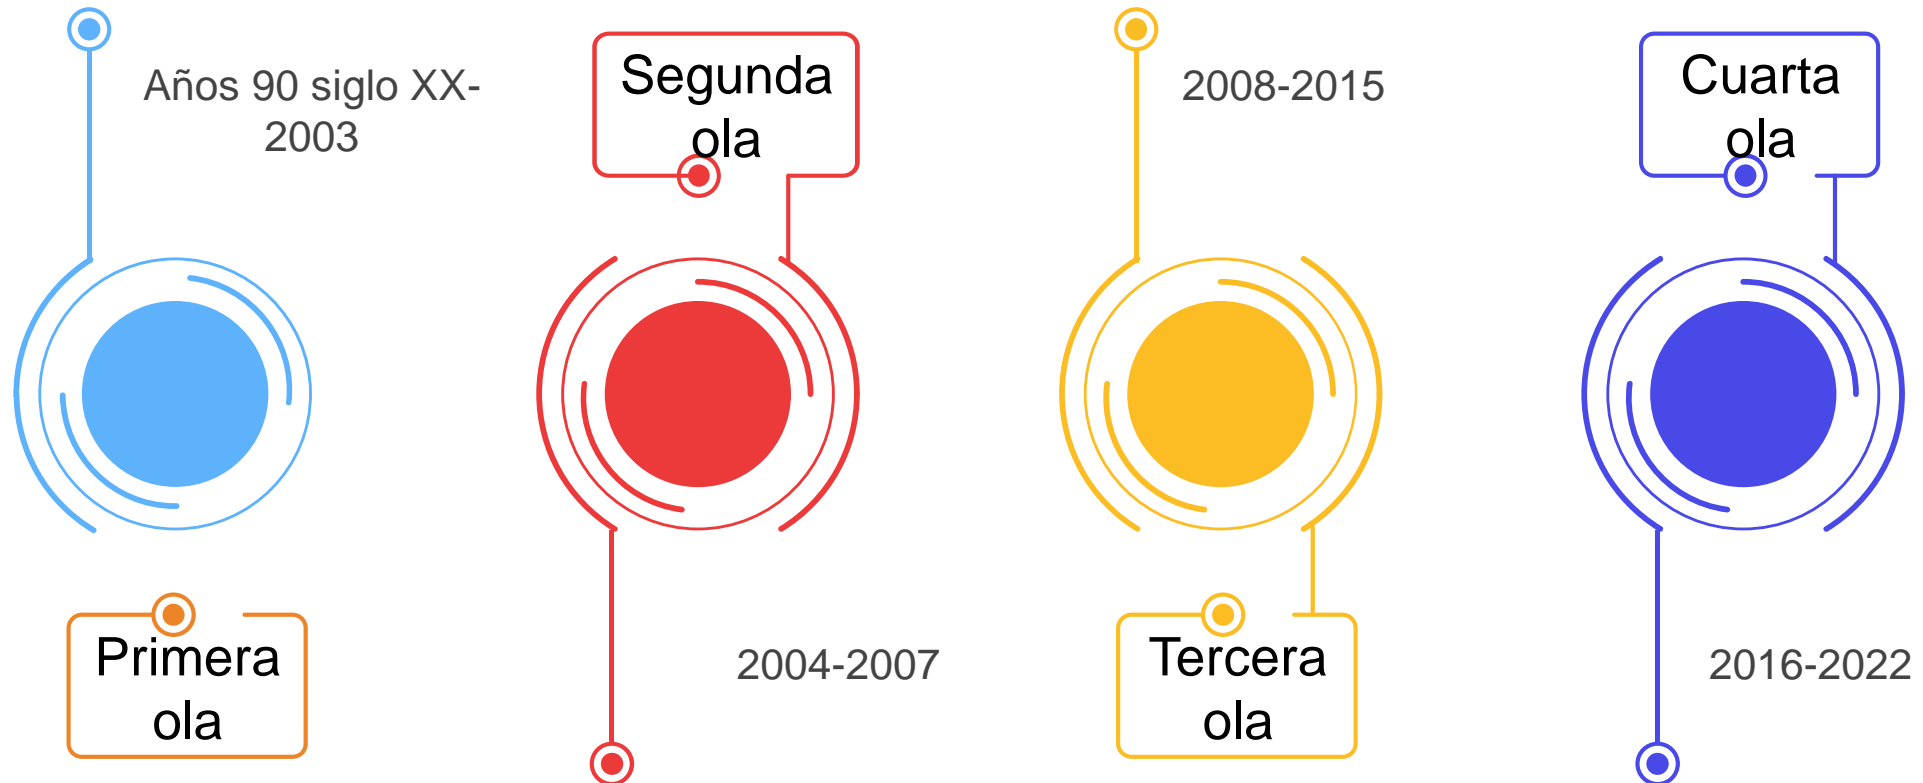 Años 90 siglo XX-
2003
Primera
ola
Segunda
ola
2004-2007
2008-2015
Tercera
ola
Cuarta
ola
2016-2022